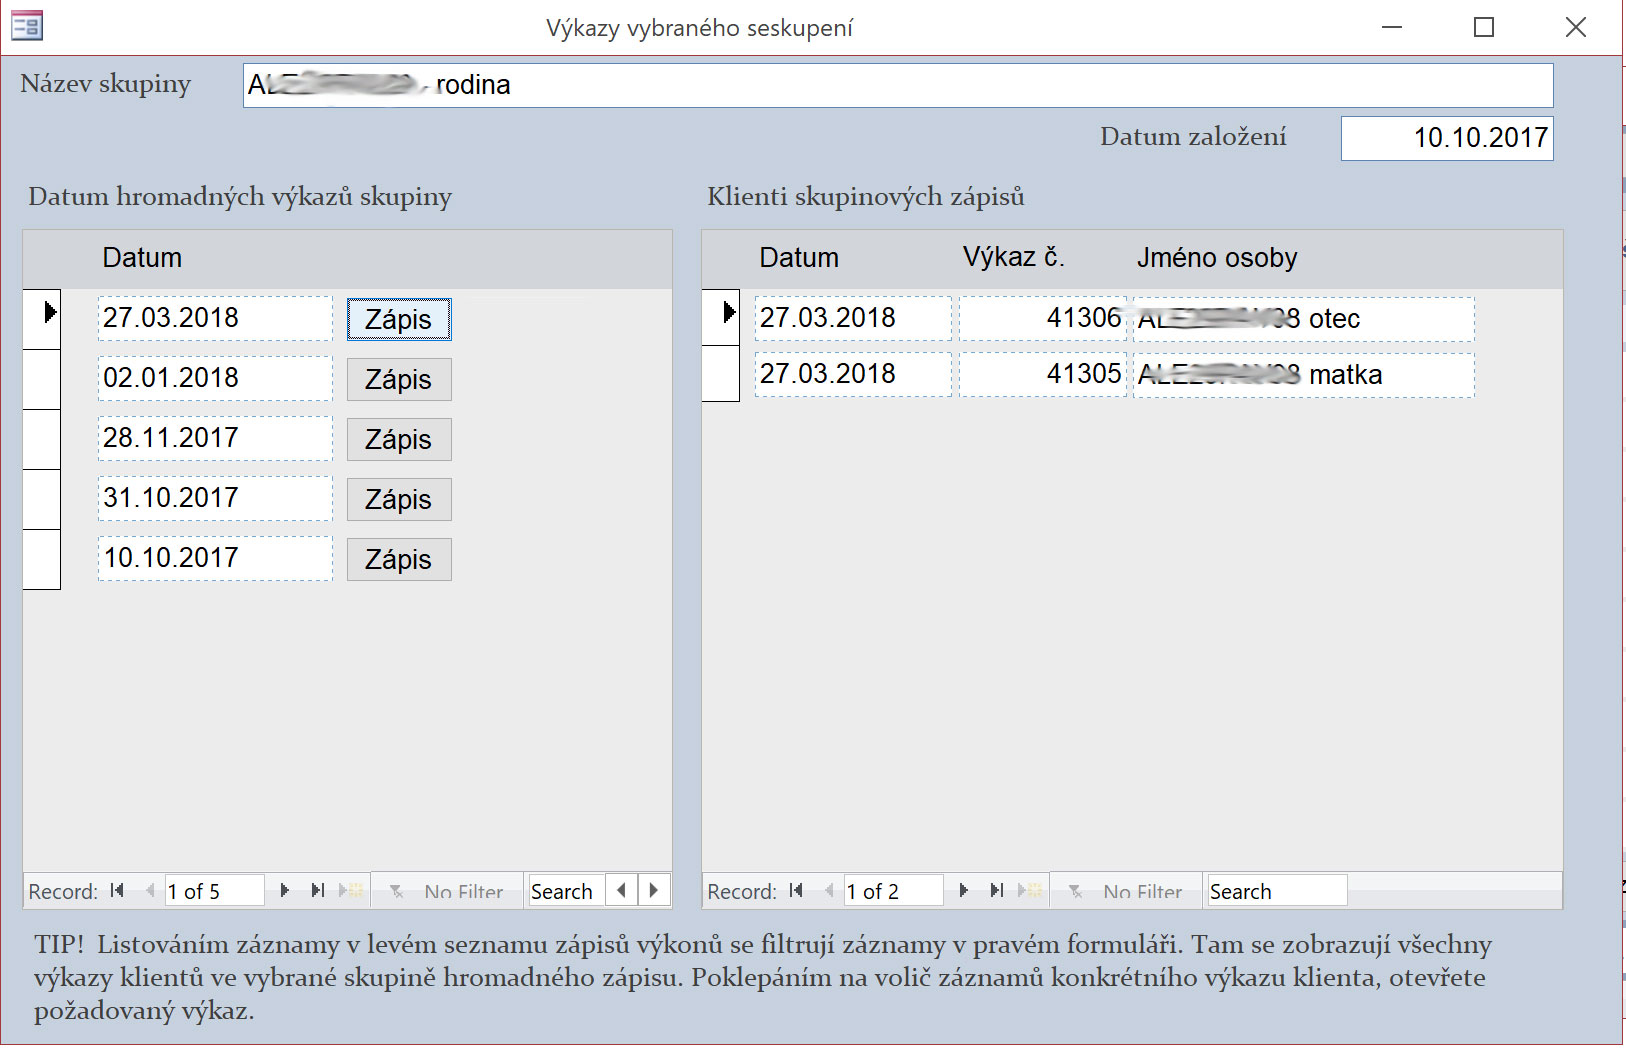 Výkazy vybraného seskupení
Název skupiny - rodina
Datum založení 10.10.2017
Datum hromadných výkazů skupiny
Klienti skupinových zápisů
Datum
Datum Výkaz č. Jméno osoby
27.03.2018 Zápis
27.03.2018 41306 otec
02.01.2018 Zápis
27.03.2018 41305 matka
28.11.2017 Zápis
31.10.2017 Zápis
10.10.2017 Zápis
Record: 1 of 5 No Filter Search
Record: 1 of 2 No Filter Search
TIP! Listováním záznamy v levém seznamu zápisů výkonů se filtrují záznamy v pravém formuláři. Tam se zobrazují všechny
výkazy klientů ve vybrané skupině hromadného zápisu. Poklepáním na volič záznamů konkrétního výkazu klienta, otevřete
požadovaný výkaz.